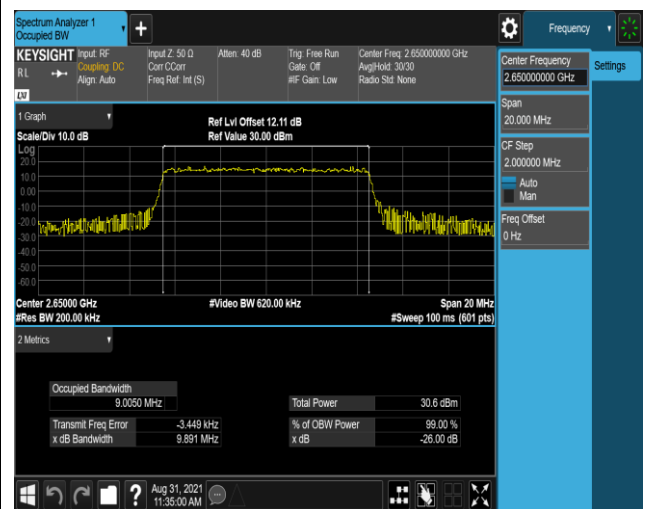 Spectrum Analyzer 1
Occupied BW
+
Frequency
KEYSIGHT
RL
LXI
Input: RF
Coupling: DC
Align: Auto
Input Z: 50 Ω
Corr CCorr
Freq Ref: Int (S)
Atten: 40 dB
Trig: Free Run
Gate: Off
#IF Gain: Low
Center Freq: 2.650000000 GHz
Avg|Hold: 30/30
Radio Std: None
Center Frequency
2.650000000 GHz
Settings
Span
20.000 MHz
CF Step
2.000000 MHz
Auto
Man
Freq Offset
0 Hz
1 Graph
Scale/Div 10.0 dB
Ref Lvl Offset 12.11 dB
Ref Value 30.00 dBm
Log
20.0
10.0
0.00
-10.0
-20.0
-30.0
-40.0
-50.0
-60.0
Center 2.65000 GHz
#Video BW 620.00 kHz
Span 20 MHz
#Res BW 200.00 kHz
#Sweep 100 ms (601 pts)
2 Metrics
Occupied Bandwidth
9.0050 MHz
Total Power 30.6 dBm
Transmit Freq Error -3.449 kHz
% of OBW Power 99.00 %
x dB Bandwidth 9.891 MHz
x dB -26.00 dB
?
Aug 31, 2021
11:35:00 AM